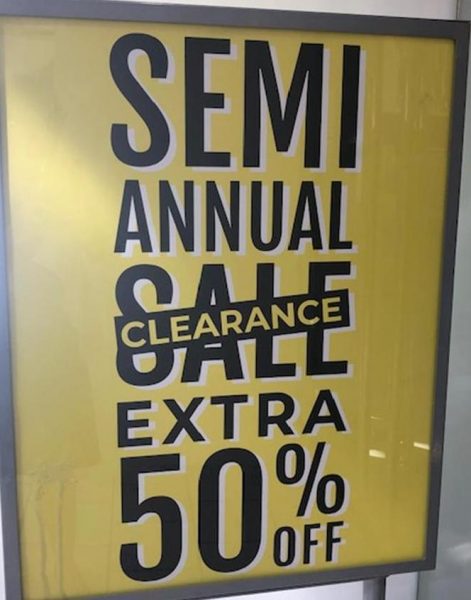 SEMI
ANNUAL
SALE
CLEARANCE
EXTRA
50%
OFF